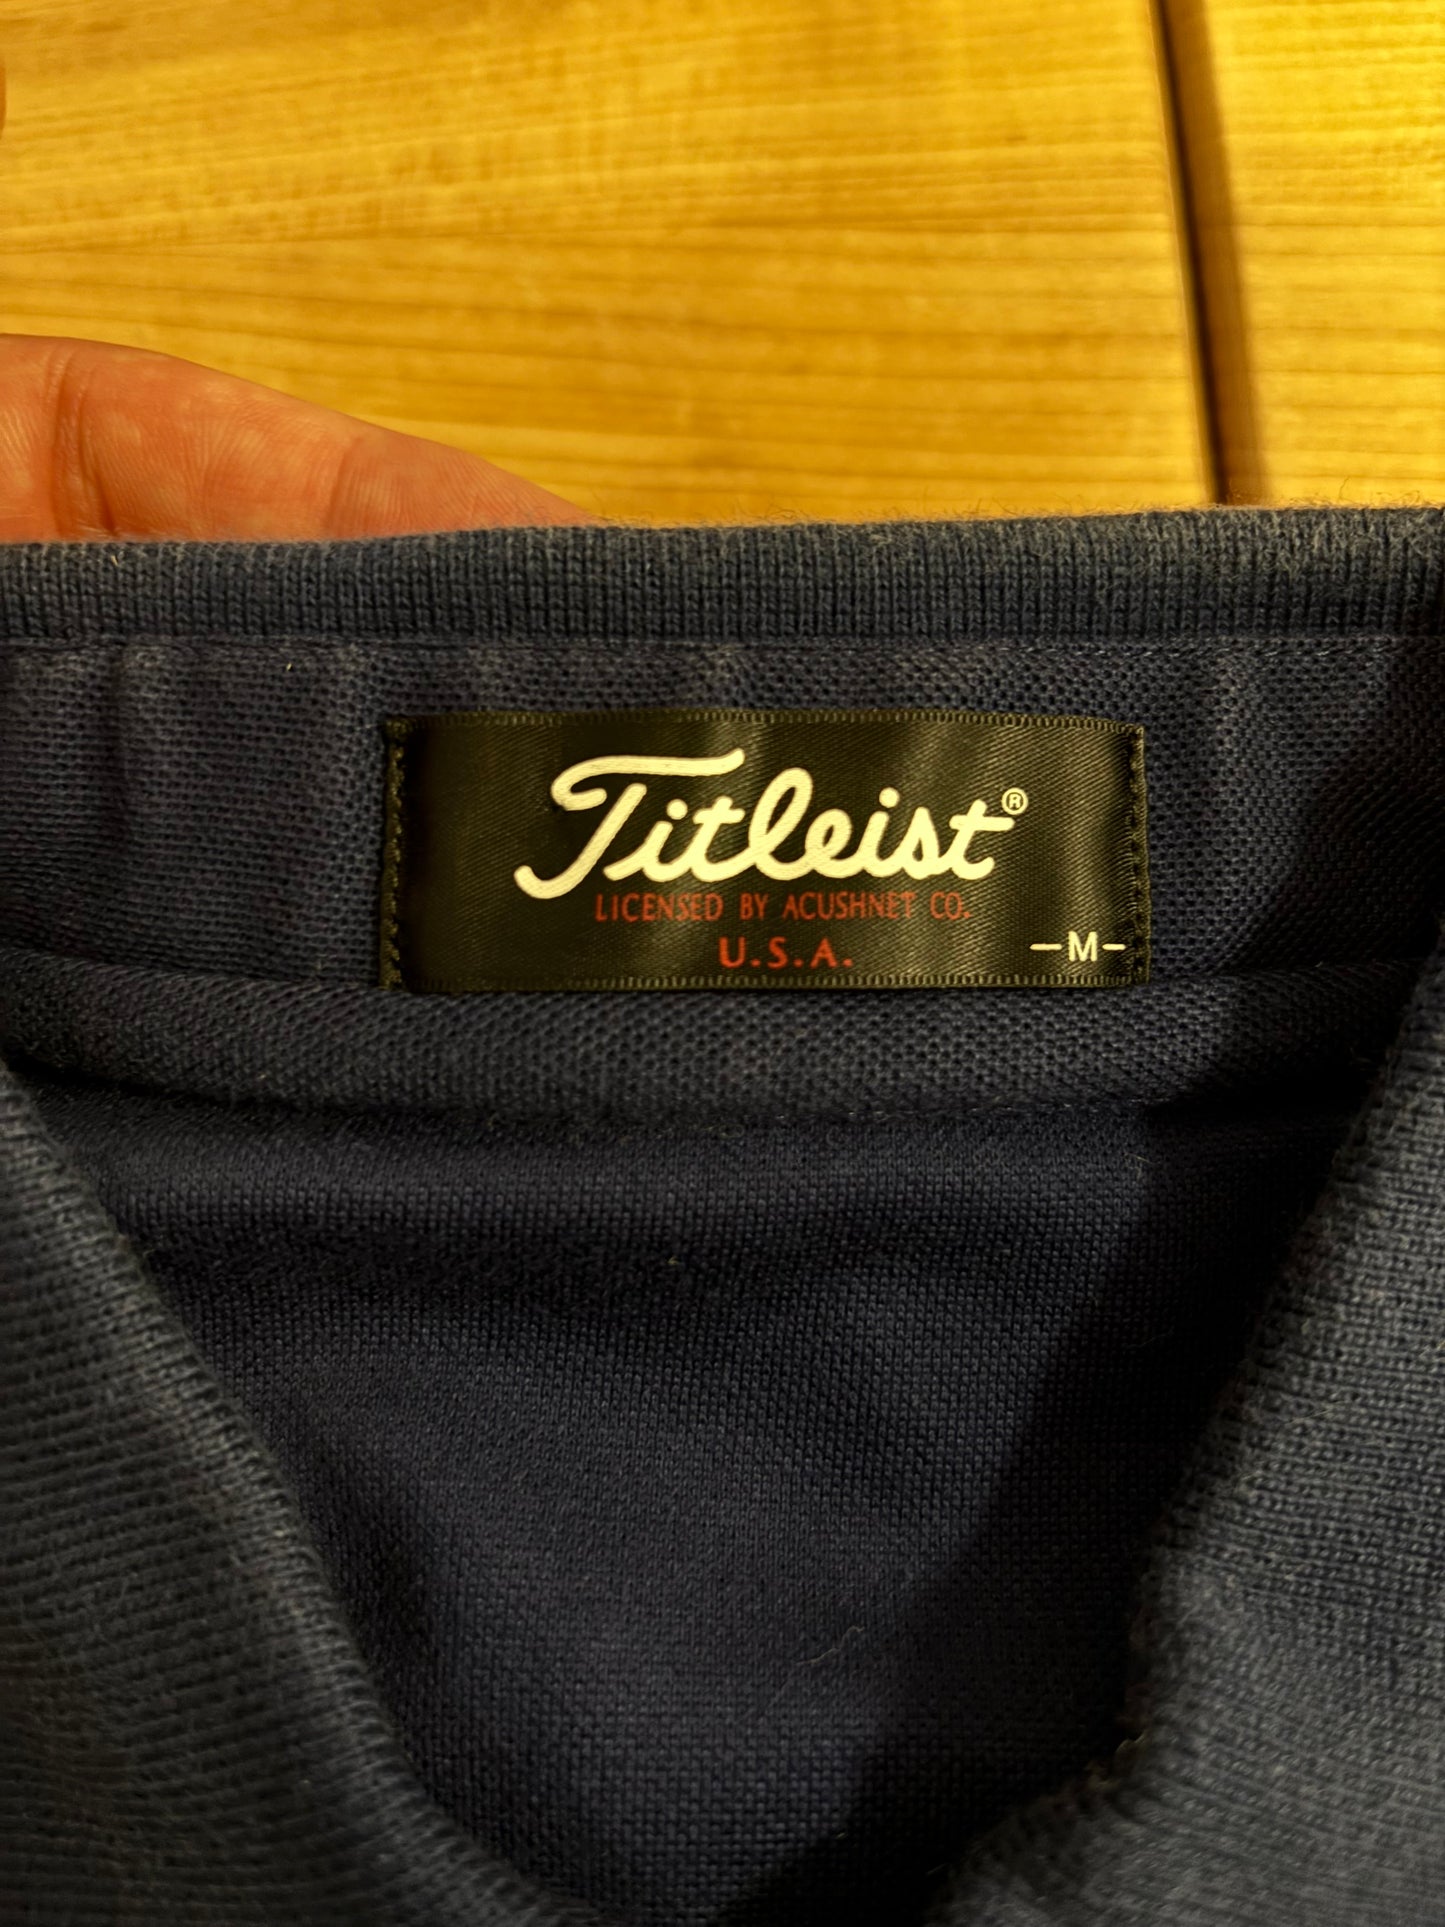 Titleist®
LICENSED BY ACUSHNET CO.
U.S.A.
-M-